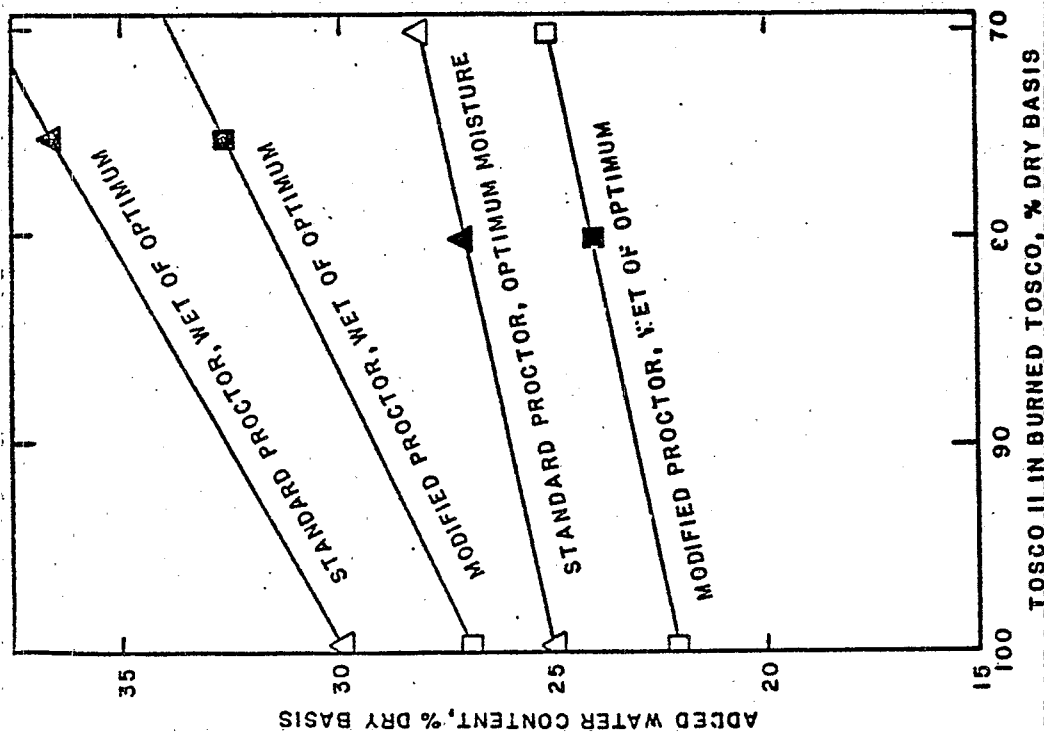 ADDED WATER CONTENT, % DRY BASIS
35
30
25
20
15
STANDARD PROCTOR, WET OF OPTIMUM
MODIFIED PROCTOR, WET OF OPTIMUM
STANDARD PROCTOR, OPTIMUM MOISTURE
MODIFIED PROCTOR, WET OF OPTIMUM
100
90
80
70
TOSCO II IN BURNED TOSCO, % DRY BASIS